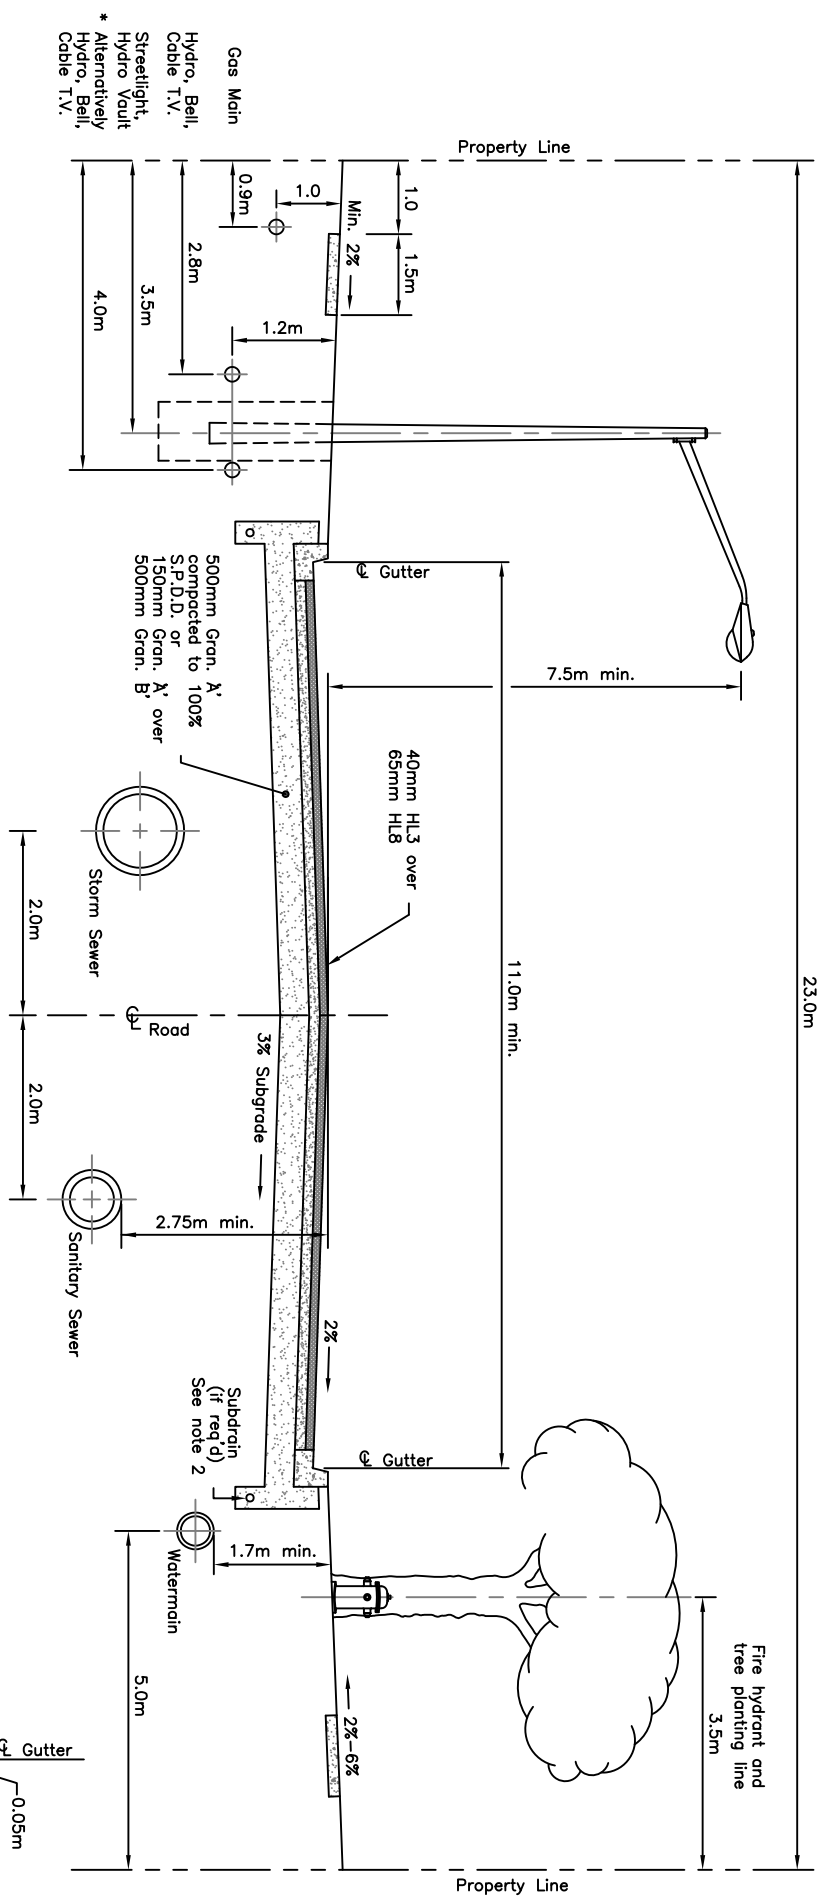 Property Line
23.0m
Gas Main
Hydro, Bell,
Cable T.V.
Streetlight,
Hydro Vault
* Alternatively
Hydro, Bell,
Cable T.V.
1.0
1.5m
Min. 2%
1.0
0.9m
2.8m
3.5m
4.0m
1.2m
℄ Gutter
7.5m min.
11.0m min.
40mm HL3 over
65mm HL8
500mm Gran. 'A'
compacted to 100%
S.P.D.D. or
150mm Gran. 'A' over
500mm Gran. 'B'
Storm Sewer
2.0m
℄ Road
2.0m
3% Subgrade
2.75m min.
Sanitary Sewer
2%
℄ Gutter
Subdrain
(if req'd)
See note 2
1.7m min.
Watermain
5.0m
Fire hydrant and
tree planting line
3.5m
2%-6%
Property Line
℄ Gutter
0.05m